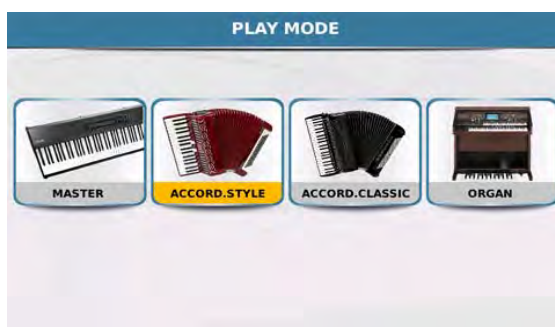 PLAY MODE
MASTER
ACCORD.STYLE
ACCORD.CLASSIC
ORGAN